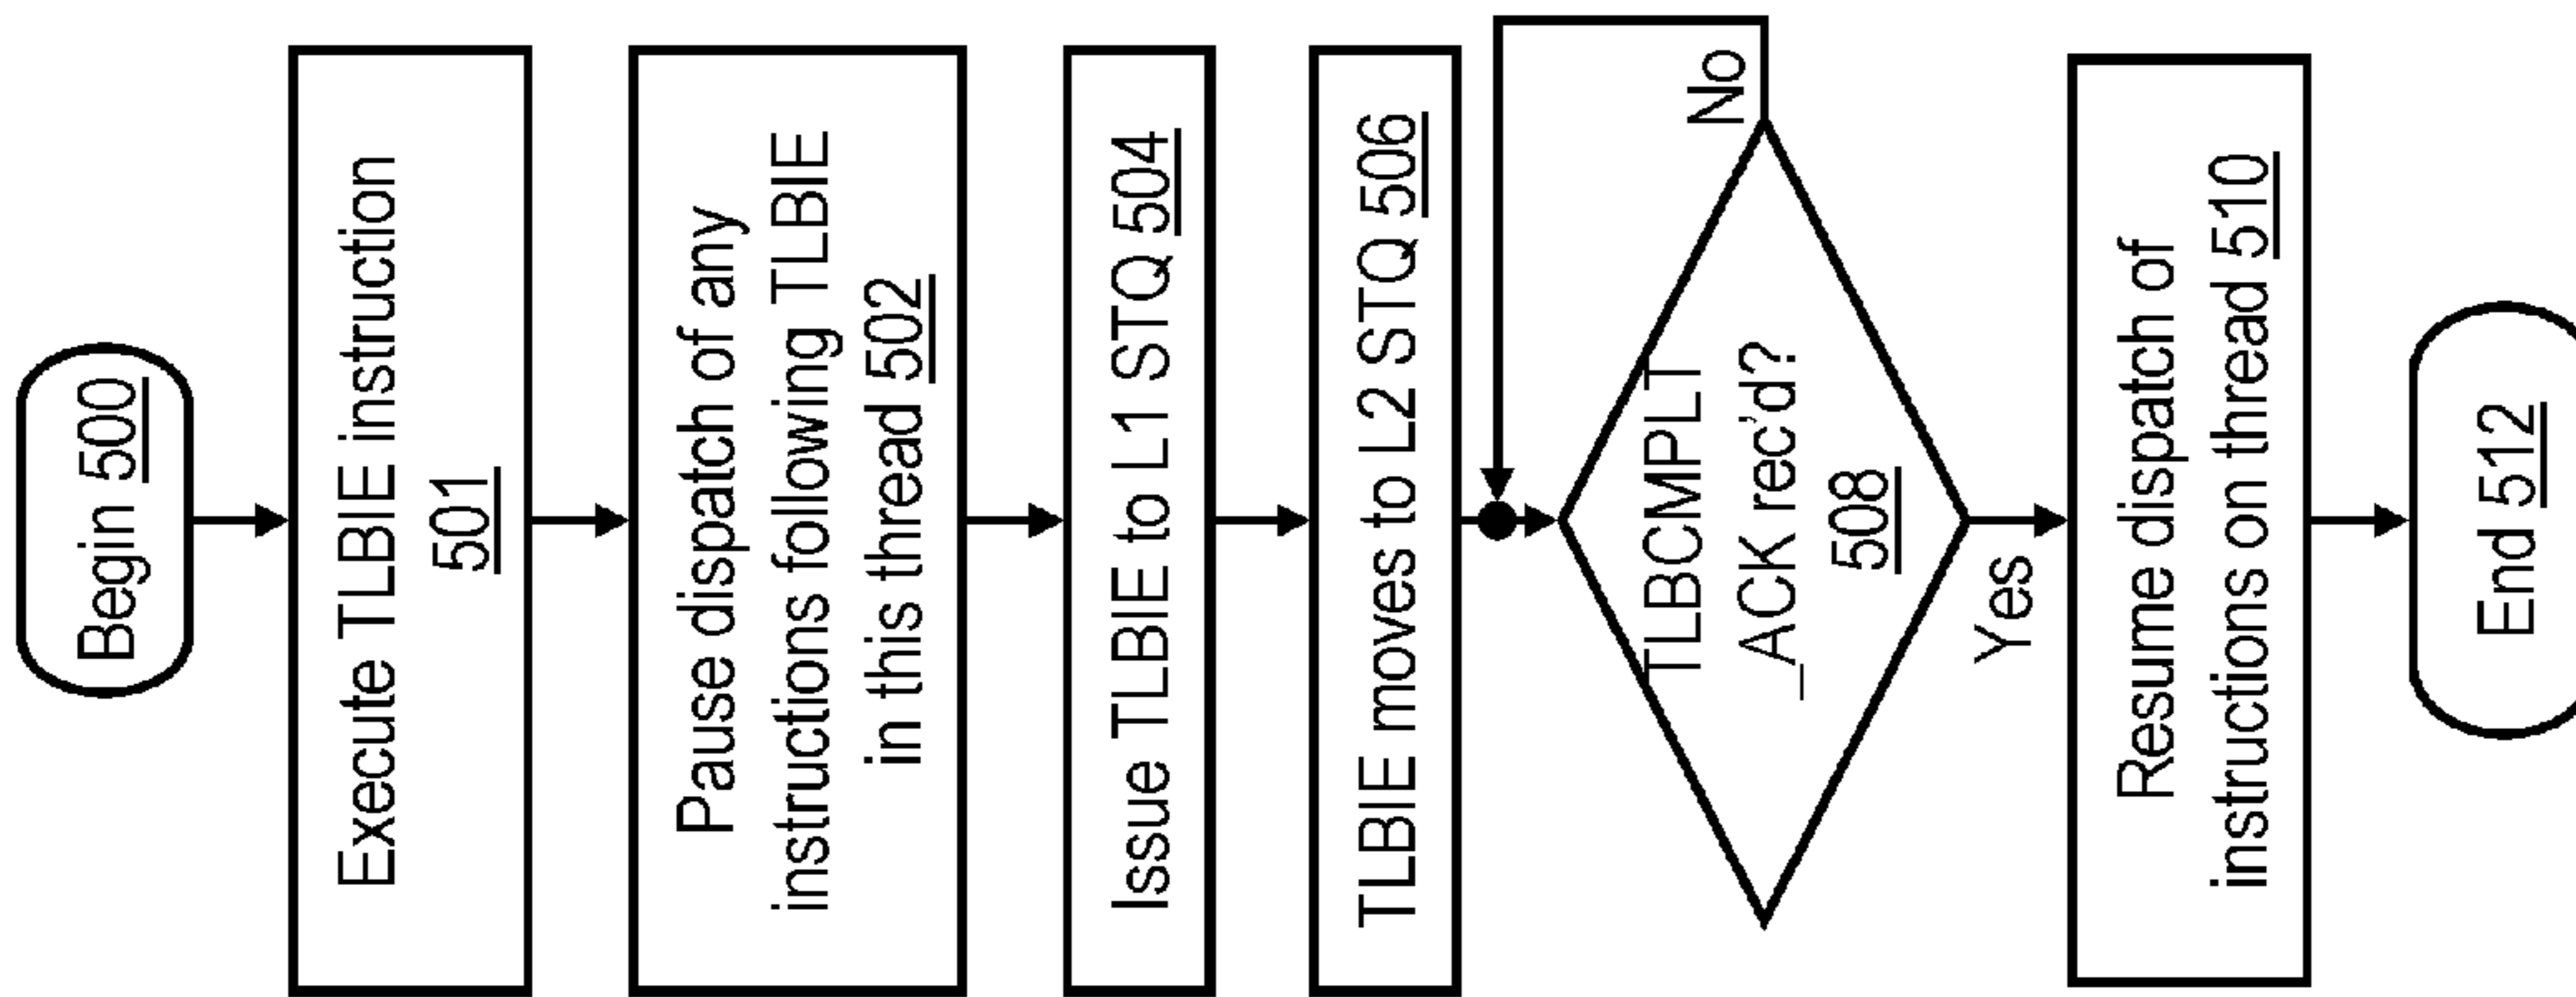 Begin 500
Execute TLBIE instruction
501
Pause dispatch of any
instructions following TLBIE
in this thread 502
Issue TLBIE to L1 STQ 504
TLBIE moves to L2 STQ 506
TLBCMPLT
_ACK rec'd?
508
No
Yes
Resume dispatch of
instructions on thread 510
End 512